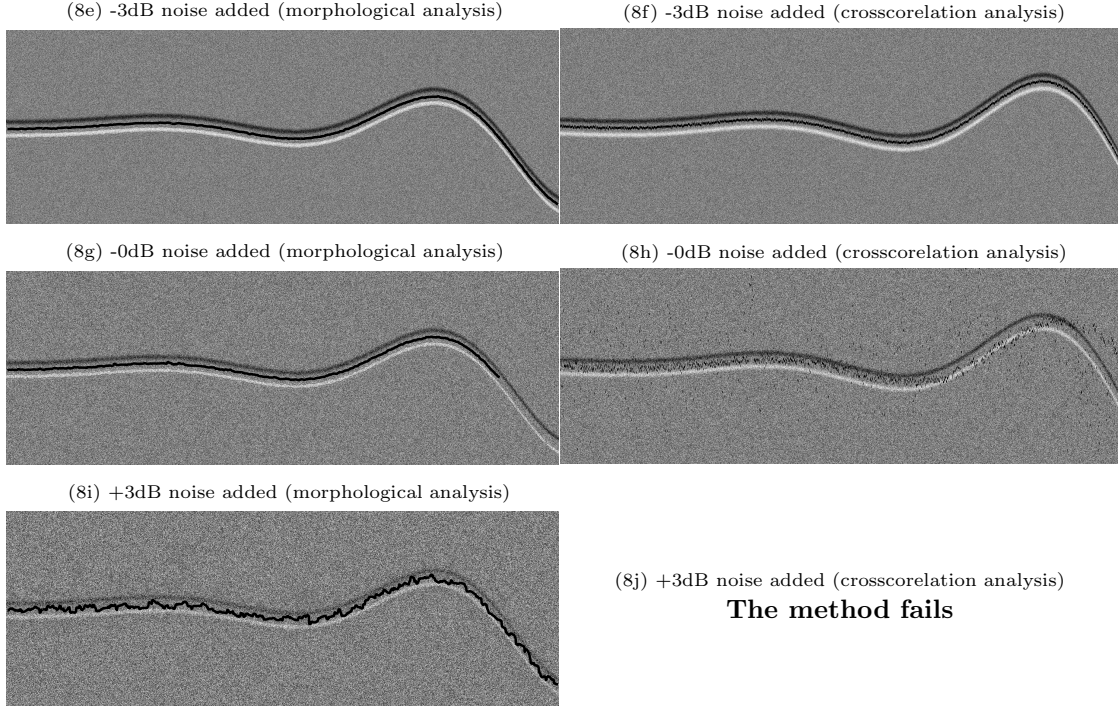 (8e) -3dB noise added (morphological analysis)
(8f) -3dB noise added (crosscorelation analysis)
(8g) -0dB noise added (morphological analysis)
(8h) -0dB noise added (crosscorelation analysis)
(8i) +3dB noise added (morphological analysis)
(8j) +3dB noise added (crosscorelation analysis)
The method fails